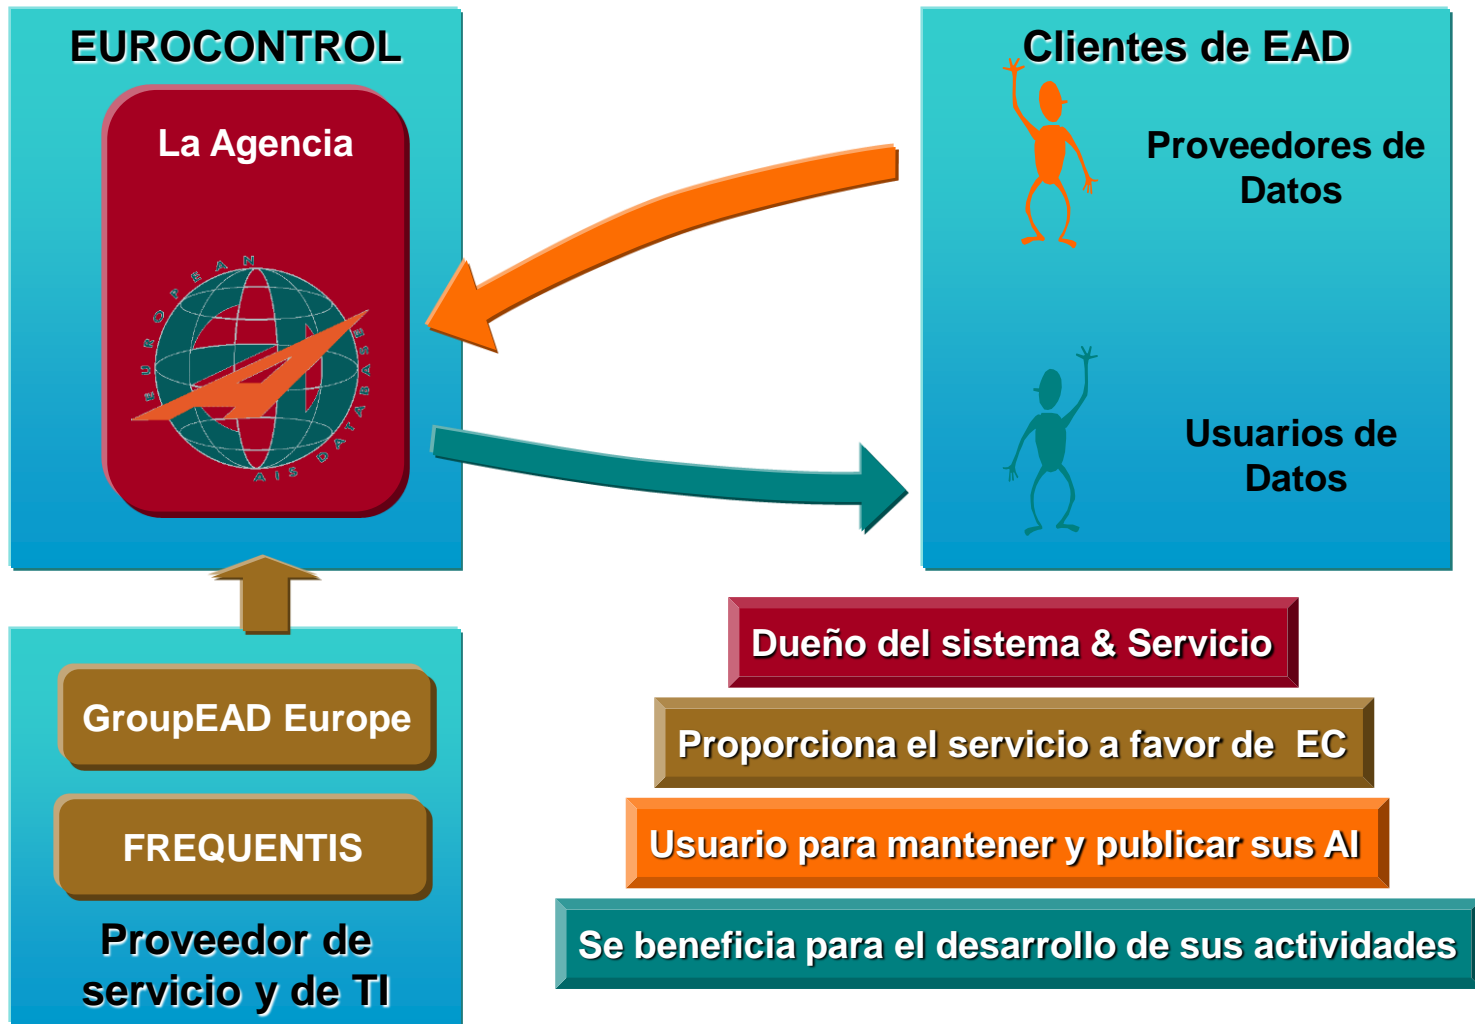 EUROCONTROL
La Agencia
EUROPEAN
AIS DATABASE
Clientes de EAD
Proveedores de
Datos
Usuarios de
Datos
GroupEAD Europe
FREQUENTIS
Proveedor de
servicio y de TI
Dueño del sistema & Servicio
Proporciona el servicio a favor de EC
Usuario para mantener y publicar sus AI
Se beneficia para el desarrollo de sus actividades